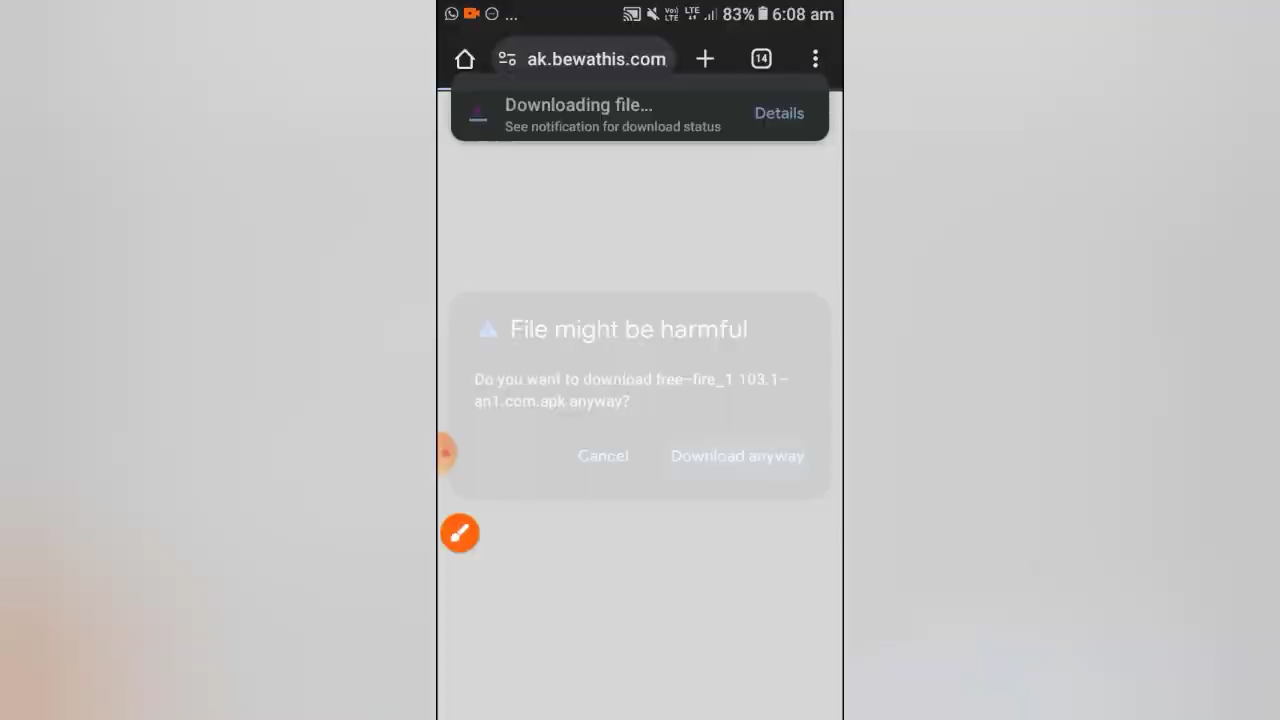 ... 83% 6:08 am
ak.bewathis.com 14
Downloading file...
See notification for download status
Details
File might be harmful
Do you want to download free-fire_1 103.1-
an1.com.apk anyway?
Cancel Download anyway